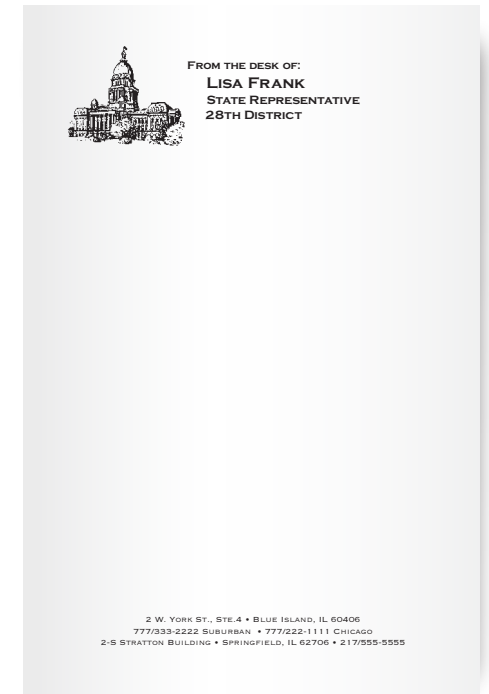 From the desk of:
Lisa Frank
State Representative
28th District
2 W. York St., Ste.4 • Blue Island, IL 60406
777/333-2222 Suburban • 777/222-1111 Chicago
2-S Stratton Building • Springfield, IL 62706 • 217/555-5555